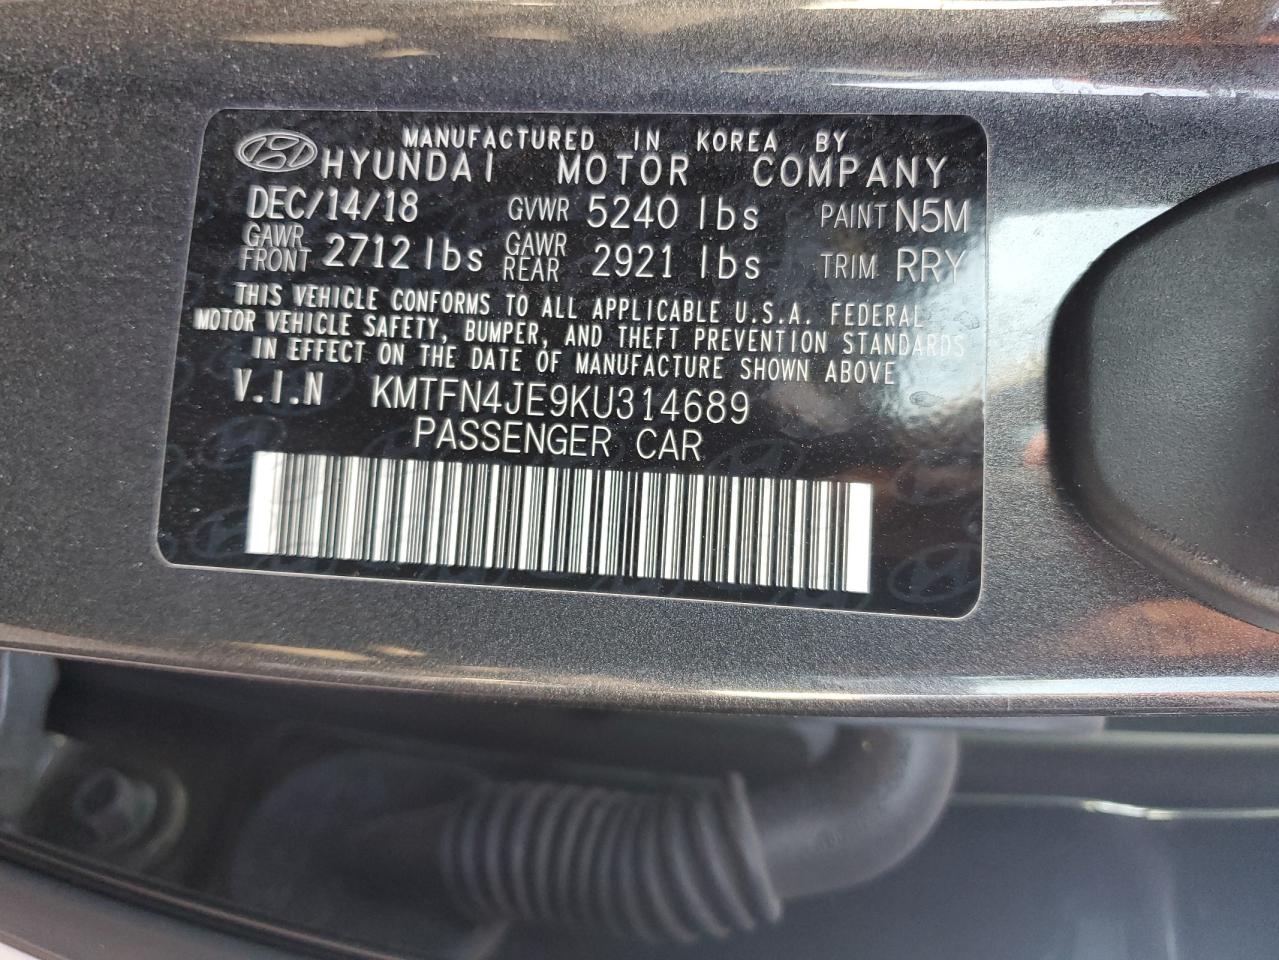 MANUFACTURED IN KOREA BY
HYUNDAI MOTOR COMPANY
DEC/14/18 GVWR 5240 lbs PAINT N5M
GAWR FRONT 2712 lbs GAWR REAR 2921 lbs TRIM RRY
THIS VEHICLE CONFORMS TO ALL APPLICABLE U.S.A. FEDERAL
MOTOR VEHICLE SAFETY, BUMPER, AND THEFT PREVENTION STANDARDS
IN EFFECT ON THE DATE OF MANUFACTURE SHOWN ABOVE
V.I.N KMTFN4JE9KU314689
PASSENGER CAR